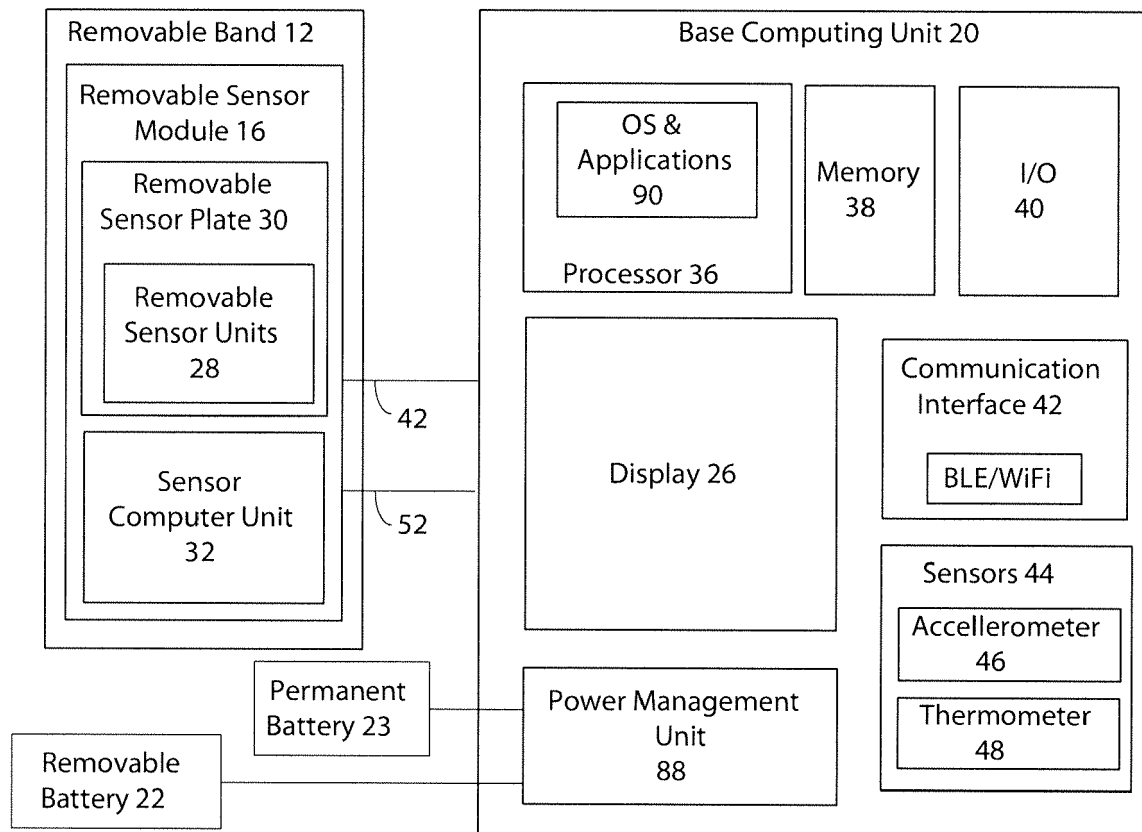 Removable Band 12
Removable Sensor
Module 16
Removable
Sensor Plate 30
Removable
Sensor Units
28
Sensor
Computer Unit
32
42
52
Permanent
Battery 23
Removable
Battery 22
Base Computing Unit 20
OS &
Applications
90
Processor 36
Memory
38
I/O
40
Display 26
Communication
Interface 42
BLE/WiFi
Sensors 44
Accellerometer
46
Thermometer
48
Power Management
Unit
88